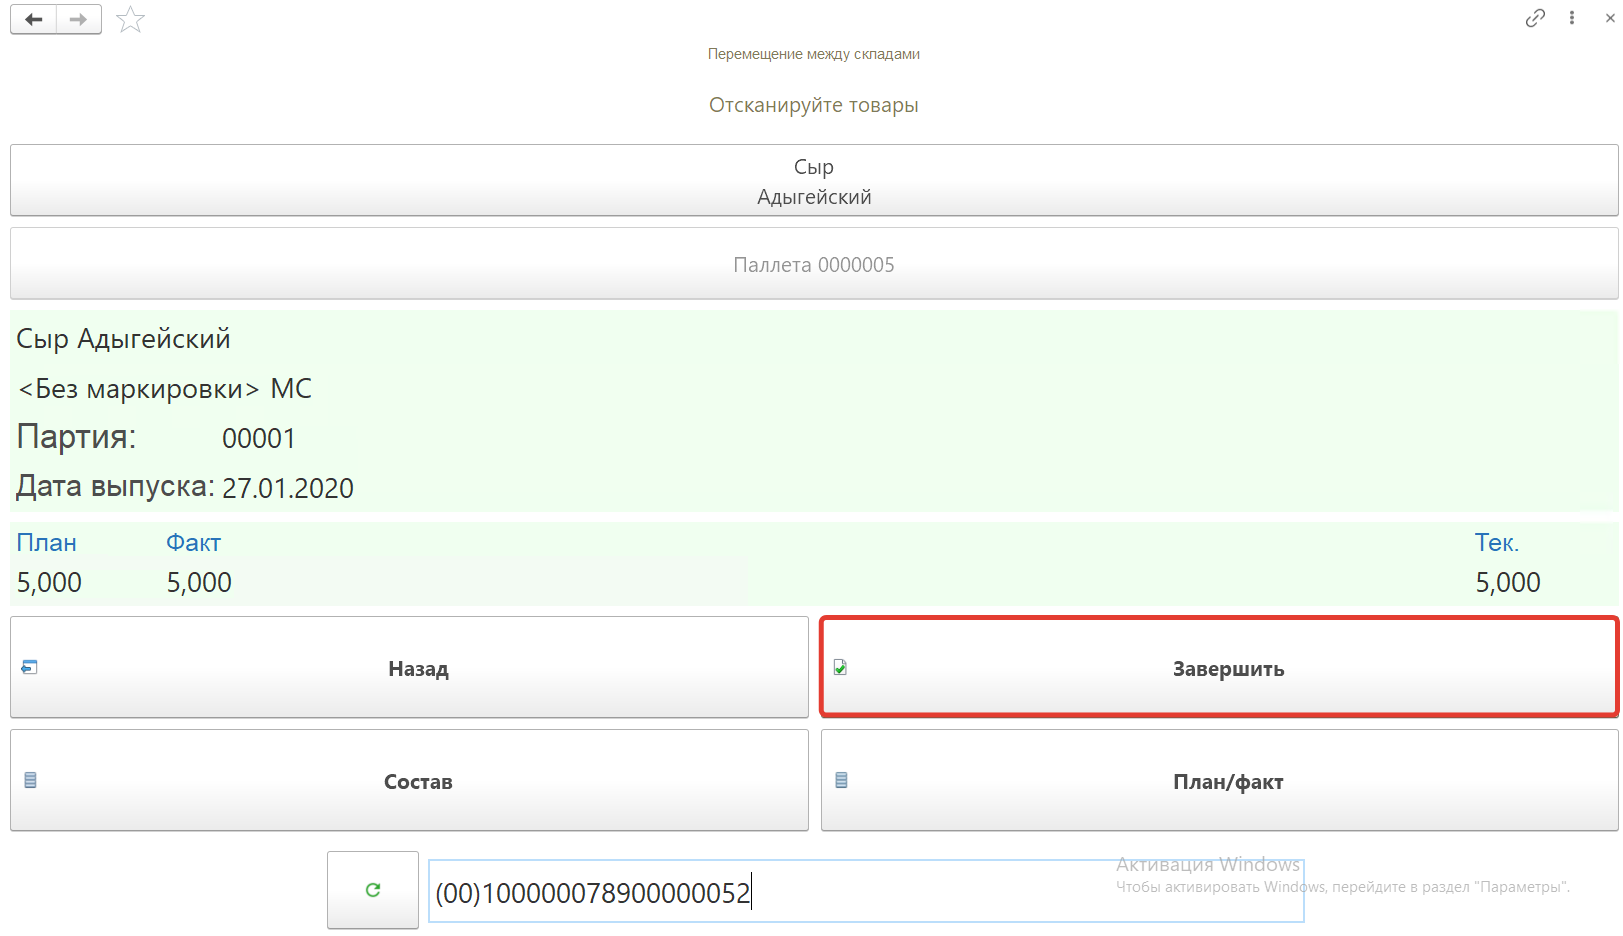 Перемещение между складами
Отсканируйте товары
Сыр
Адыгейский
Паллета 0000005
Сыр Адыгейский
<Без маркировки> МС
Партия: 00001
Дата выпуска: 27.01.2020
План Факт Тек.
5,000 5,000 5,000
Назад Завершить
Состав План/факт
Активация Windows
(00)100000078900000052
Чтобы активировать Windows, перейдите в раздел "Параметры".